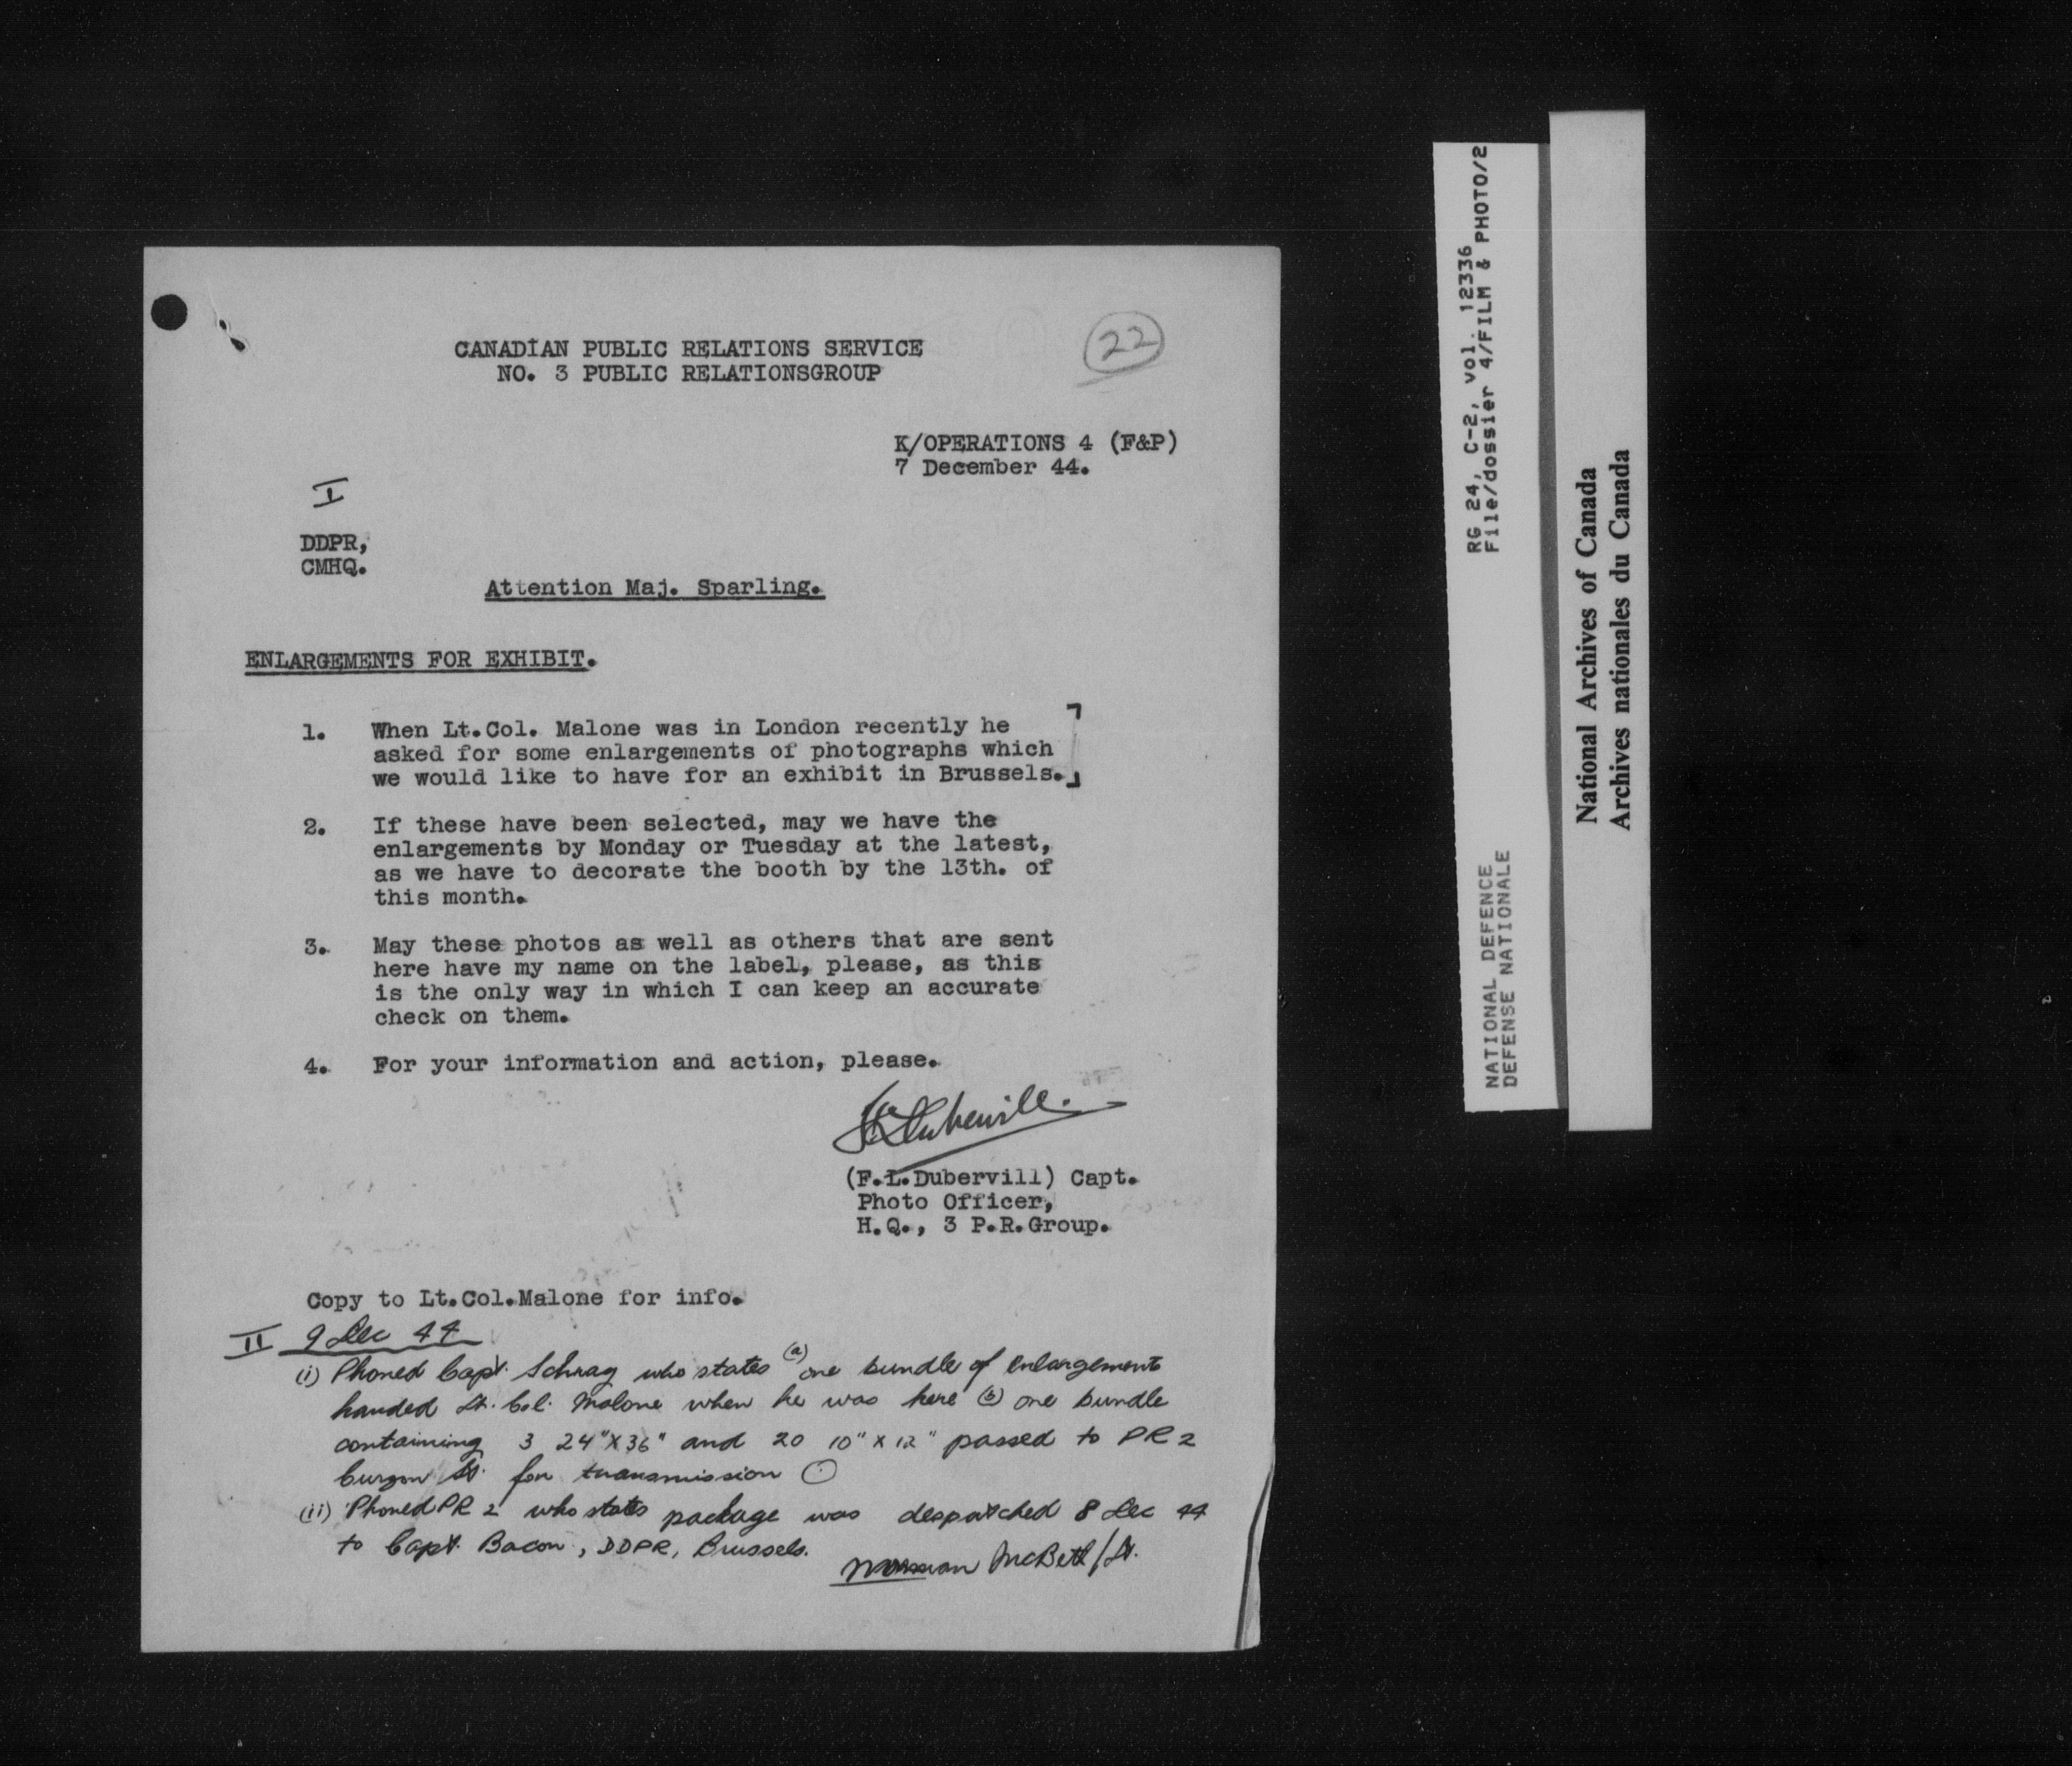 CANADIAN PUBLIC RELATIONS SERVICE
NO. 3 PUBLIC RELATIONSGROUP
22
K/OPERATIONS 4 (F&P)
7 December 44.
I
DDPR,
CMHQ.
Attention Maj. Sparling.
ENLARGEMENTS FOR EXHIBIT.
1. When Lt.Col. Malone was in London recently he
asked for some enlargements of photographs which
we would like to have for an exhibit in Brussels.
2. If these have been selected, may we have the
enlargements by Monday or Tuesday at the latest,
as we have to decorate the booth by the 13th. of
this month.
3. May these photos as well as others that are sent
here have my name on the label, please, as this
is the only way in which I can keep an accurate
check on them.
4. For your information and action, please.
(F.L.Dubervill) Capt.
Photo Officer,
H.Q., 3 P.R.Group.
Copy to Lt.Col.Malone for info.
II 9 Dec 44
(i) Phoned Capt. Schrag who states (a) one bundle of enlargements
handed Lt. Col. Malone when he was here (b) one bundle
containing 3 24"X36" and 20 10"X12" passed to PR2
Curzon St. for transmission
(ii) Phoned PR2 who states package was despatched 8 Dec 44
to Capt. Bacon, DDPR, Brussels.
Norman McBeth/Lt.
RG 24, C-2, vol. 12336
File/dossier 4/FILM & PHOTO/2
NATIONAL DEFENCE
DEFENSE NATIONALE
National Archives of Canada
Archives nationales du Canada